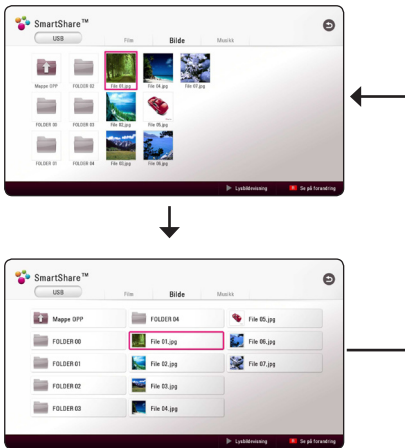 SmartShare™
USB
Film Bilde Musikk
Mappe OPP FOLDER 02 File 01.jpg File 04.jpg File 07.jpg
FOLDER 00 FOLDER 03 File 02.jpg File 05.jpg
FOLDER 01 FOLDER 04 File 03.jpg File 06.jpg
Lysbildevisning Se på forandring
SmartShare™
USB
Film Bilde Musikk
Mappe OPP FOLDER 04 File 05.jpg
FOLDER 00 File 01.jpg File 06.jpg
FOLDER 01 File 02.jpg File 07.jpg
FOLDER 02 File 03.jpg
FOLDER 03 File 04.jpg
Lysbildevisning Se på forandring